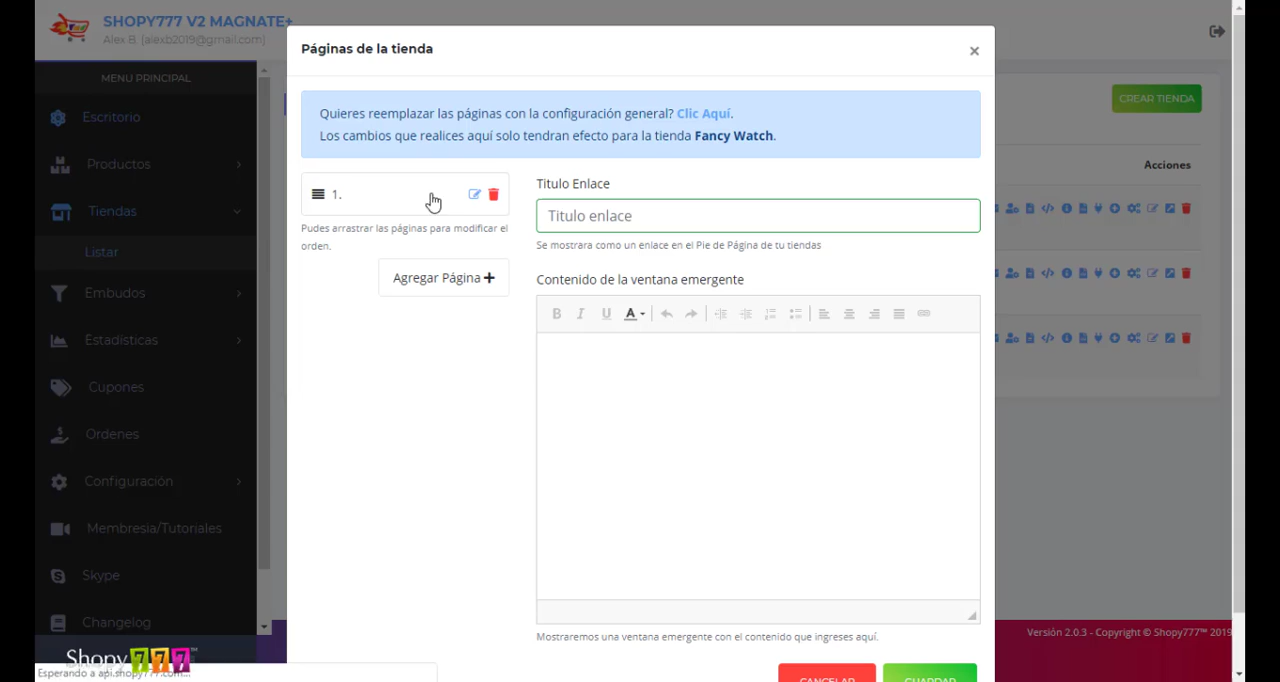 SHOPY777 V2 MAGNATE+
Alex B. [alexb2019@gmail.com]
MENU PRINCIPAL
Escritorio
Productos
Tiendas
Listar
Embudos
Estadísticas
Cupones
Ordenes
Configuración
Membresia/Tutoriales
Skype
Changelog
Shopy 777™
Esperando a api.shopy777.com...
Páginas de la tienda
×
Quieres reemplazar las páginas con la configuración general? Clic Aquí.
Los cambios que realices aquí solo tendran efecto para la tienda Fancy Watch.
1.
Pudes arrastrar las páginas para modificar el
orden.
Agregar Página +
Titulo Enlace
Titulo enlace
Se mostrara como un enlace en el Pie de Página de tu tiendas
Contenido de la ventana emergente
B I U A
Mostraremos una ventana emergente con el contenido que ingreses aquí.
CANCELAR
GUARDAR
CREAR TIENDA
Acciones
Versión 2.0.3 - Copyright © Shopy777™ 2019